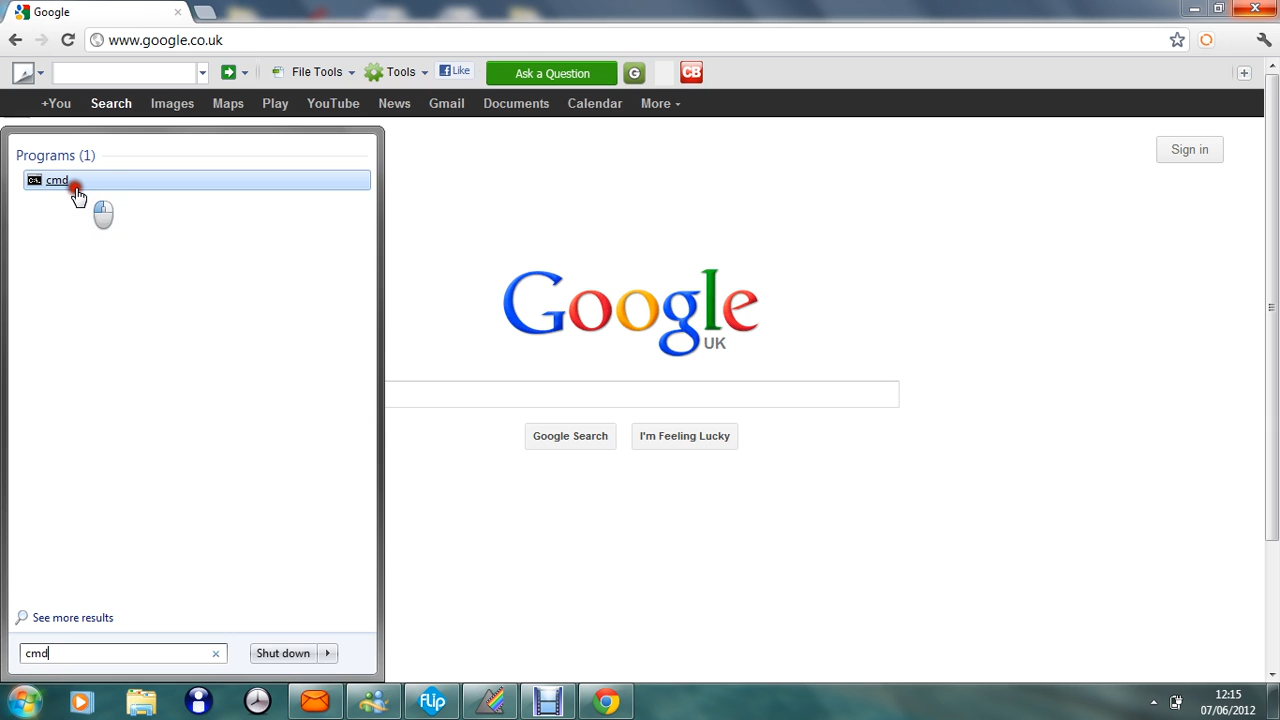 Google
www.google.co.uk
File Tools Tools Like Ask a Question G CB
+You Search Images Maps Play YouTube News Gmail Documents Calendar More
Sign in
Programs (1)
C:\. cmd
Google
UK
Google Search I'm Feeling Lucky
See more results
cmd Shut down
flip
12:15
07/06/2012